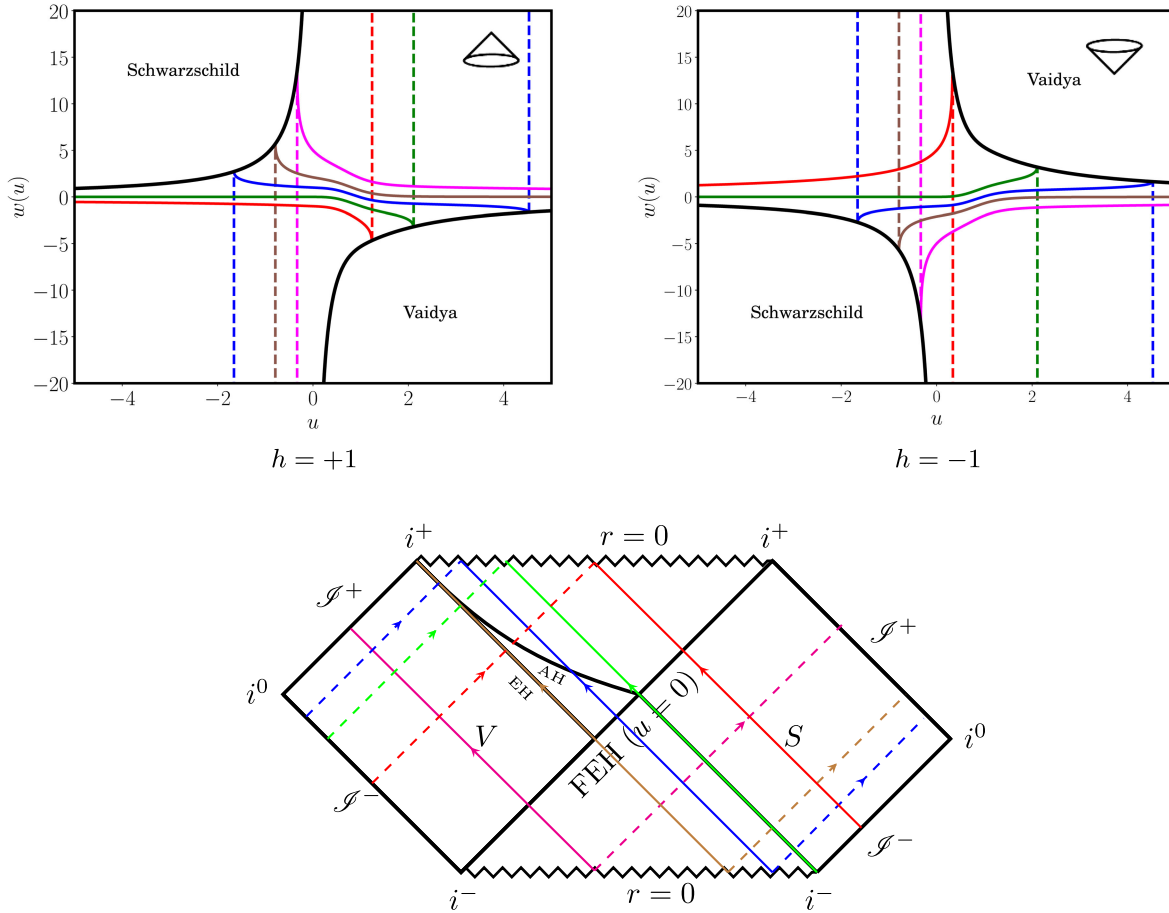 20
15
10
5
0
−5
−10
−15
−20
w(u)
Schwarzschild
Vaidya
−4
−2
0
2
4
u
h = +1
20
15
10
5
0
−5
−10
−15
−20
w(u)
Vaidya
Schwarzschild
−4
−2
0
2
4
u
h = −1
i⁺
r = 0
i⁺
ℐ⁺
ℐ⁺
AH
EH
i⁰
V
FEH (u = 0)
S
i⁰
ℐ⁻
ℐ⁻
i⁻
r = 0
i⁻